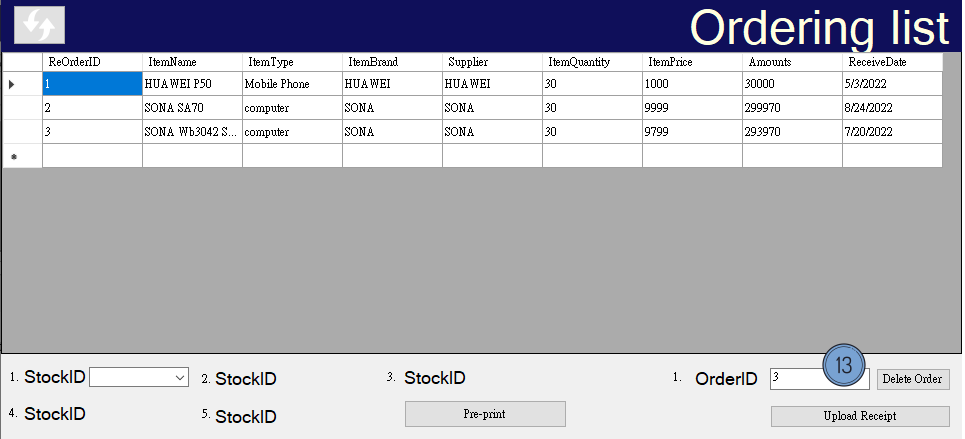 Ordering list
ReOrderID ItemName ItemType ItemBrand Supplier ItemQuantity ItemPrice Amounts ReceiveDate
1 HUAWEI P50 Mobile Phone HUAWEI HUAWEI 30 1000 30000 5/3/2022
2 SONA SA70 computer SONA SONA 30 9999 299970 8/24/2022
3 SONA Wb3042 S... computer SONA SONA 30 9799 293970 7/20/2022
1. StockID 2. StockID 3. StockID 1. OrderID 3 13 Delete Order
4. StockID 5. StockID Pre-print Upload Receipt